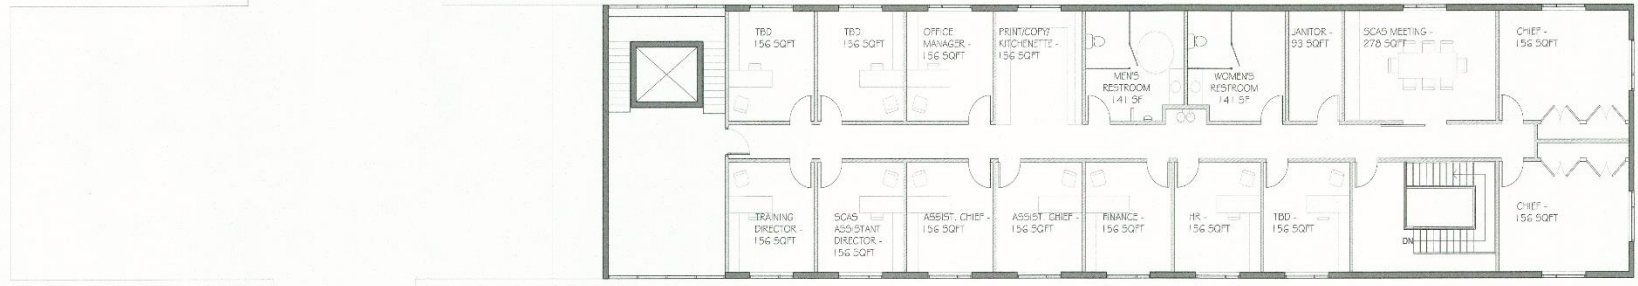 TBD
156 SQFT
TBD
156 SQFT
OFFICE
MANAGER -
156 SQFT
PRINT/COPY/
KITCHENETTE -
156 SQFT
MEN'S
RESTROOM
141 SF
WOMEN'S
RESTROOM
141 SF
JANITOR -
93 SQFT
SCAS MEETING -
278 SQFT
CHIEF -
156 SQFT
TRAINING
DIRECTOR -
156 SQFT
SCAS
ASSISTANT
DIRECTOR -
156 SQFT
ASSIST. CHIEF -
156 SQFT
ASSIST. CHIEF -
156 SQFT
FINANCE -
156 SQFT
HR -
156 SQFT
TBD -
156 SQFT
DN
CHIEF -
156 SQFT